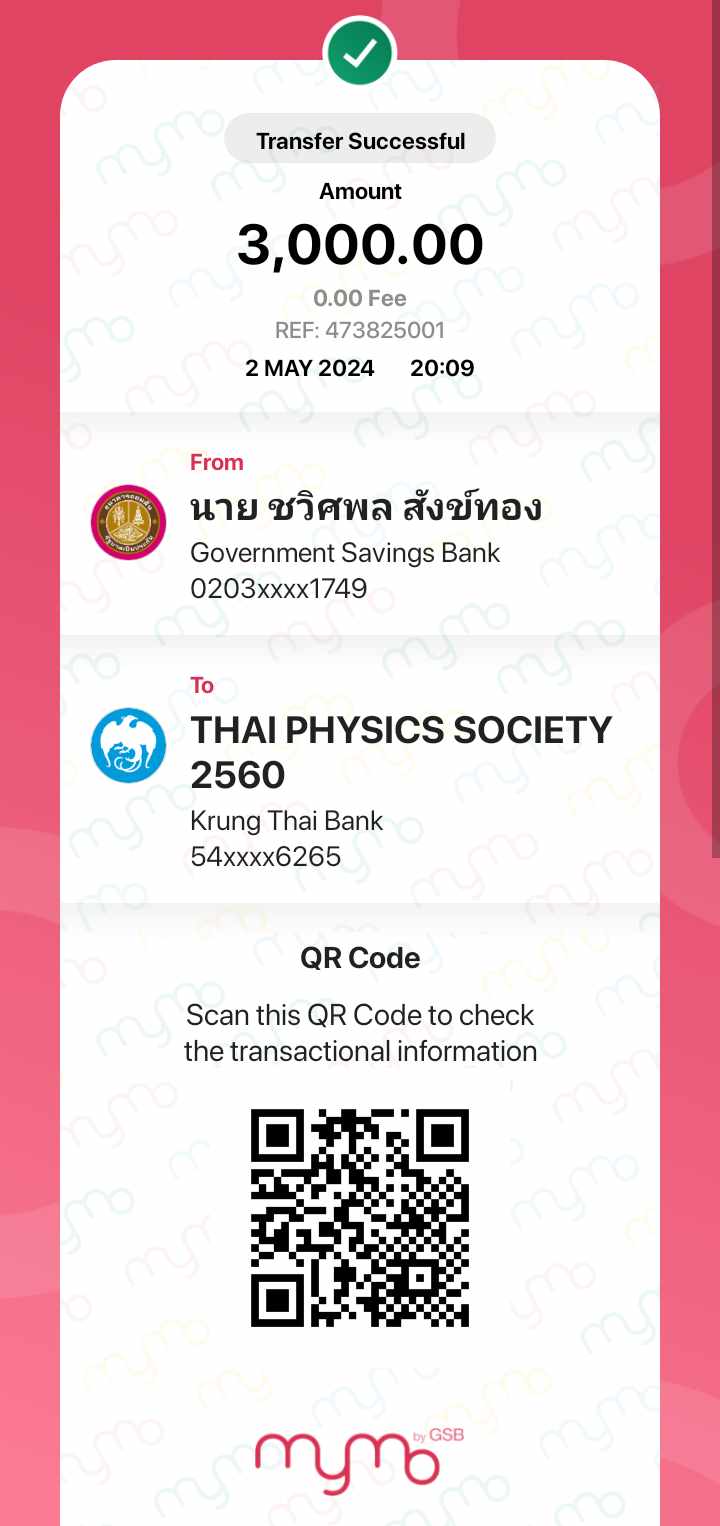 Transfer Successful
Amount
3,000.00
0.00 Fee
REF: 473825001
2 MAY 2024 20:09
From
นาย ชวิศพล สังข์ทอง
Government Savings Bank
0203xxxx1749
To
THAI PHYSICS SOCIETY
2560
Krung Thai Bank
54xxxx6265
QR Code
Scan this QR Code to check
the transactional information
mymo by GSB